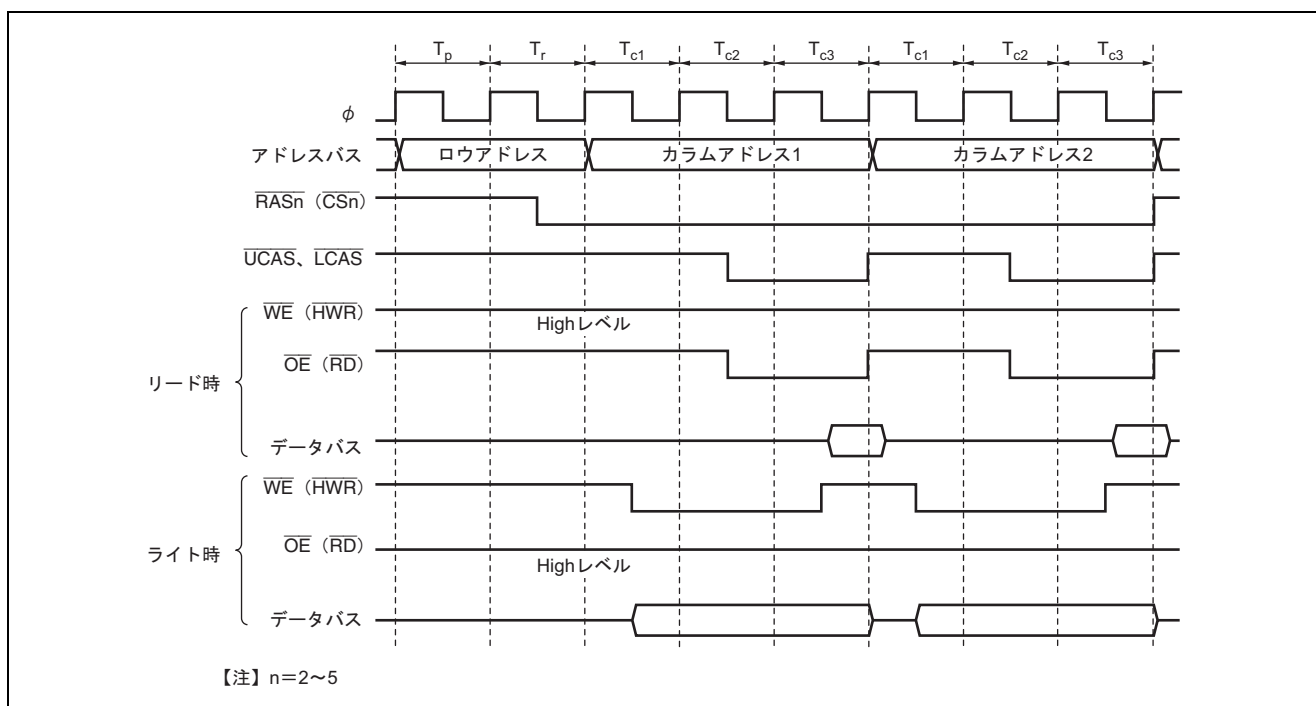 Tp Tr Tc1 Tc2 Tc3 Tc1 Tc2 Tc3
φ
アドレスバス ロウアドレス カラムアドレス1 カラムアドレス2
RASn（CSn）
UCAS、LCAS
リード時
WE（HWR）
Highレベル
OE（RD）
データバス
ライト時
WE（HWR）
OE（RD）
Highレベル
データバス
【注】n＝2～5